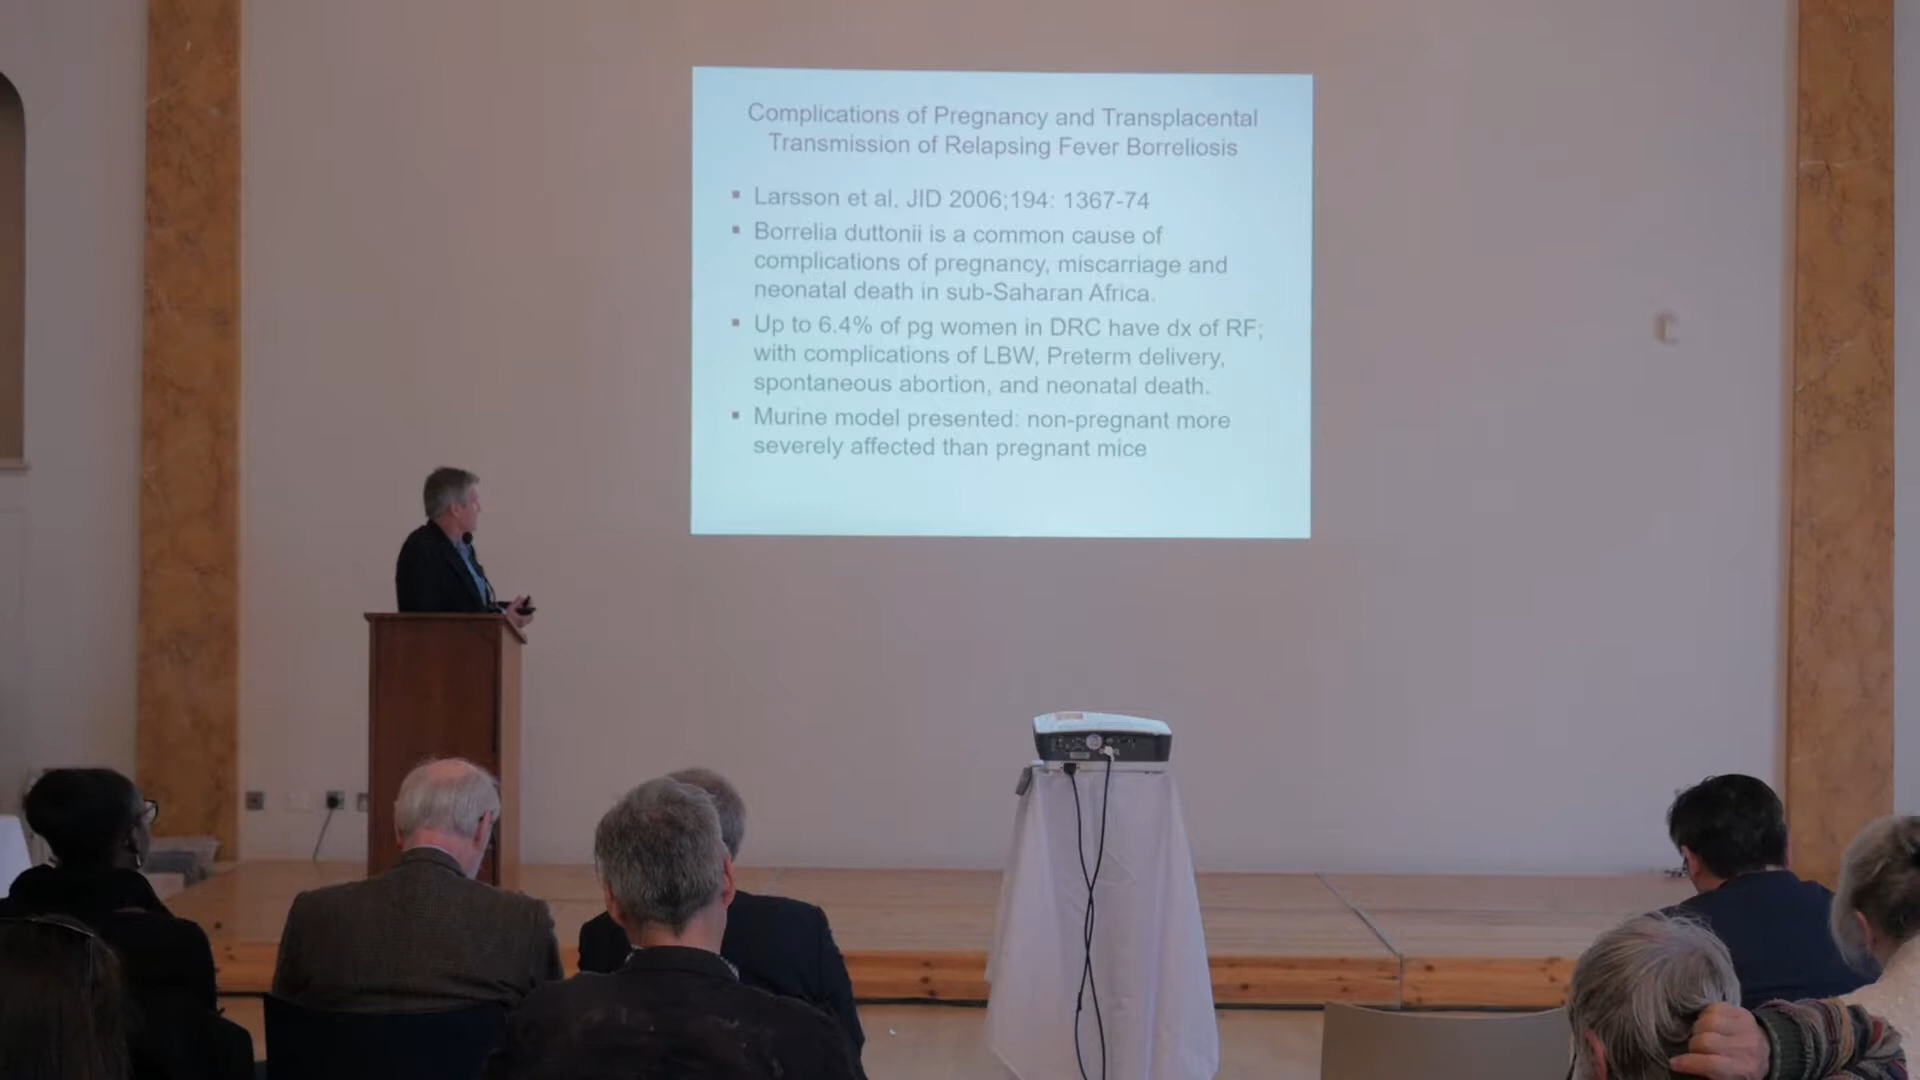 Complications of Pregnancy and Transplacental
Transmission of Relapsing Fever Borreliosis
Larsson et al, JID 2006;194: 1367-74
Borrelia duttonii is a common cause of
complications of pregnancy, miscarriage and
neonatal death in sub-Saharan Africa.
Up to 6.4% of pg women in DRC have dx of RF;
with complications of LBW, Preterm delivery,
spontaneous abortion, and neonatal death.
Murine model presented: non-pregnant more
severely affected than pregnant mice